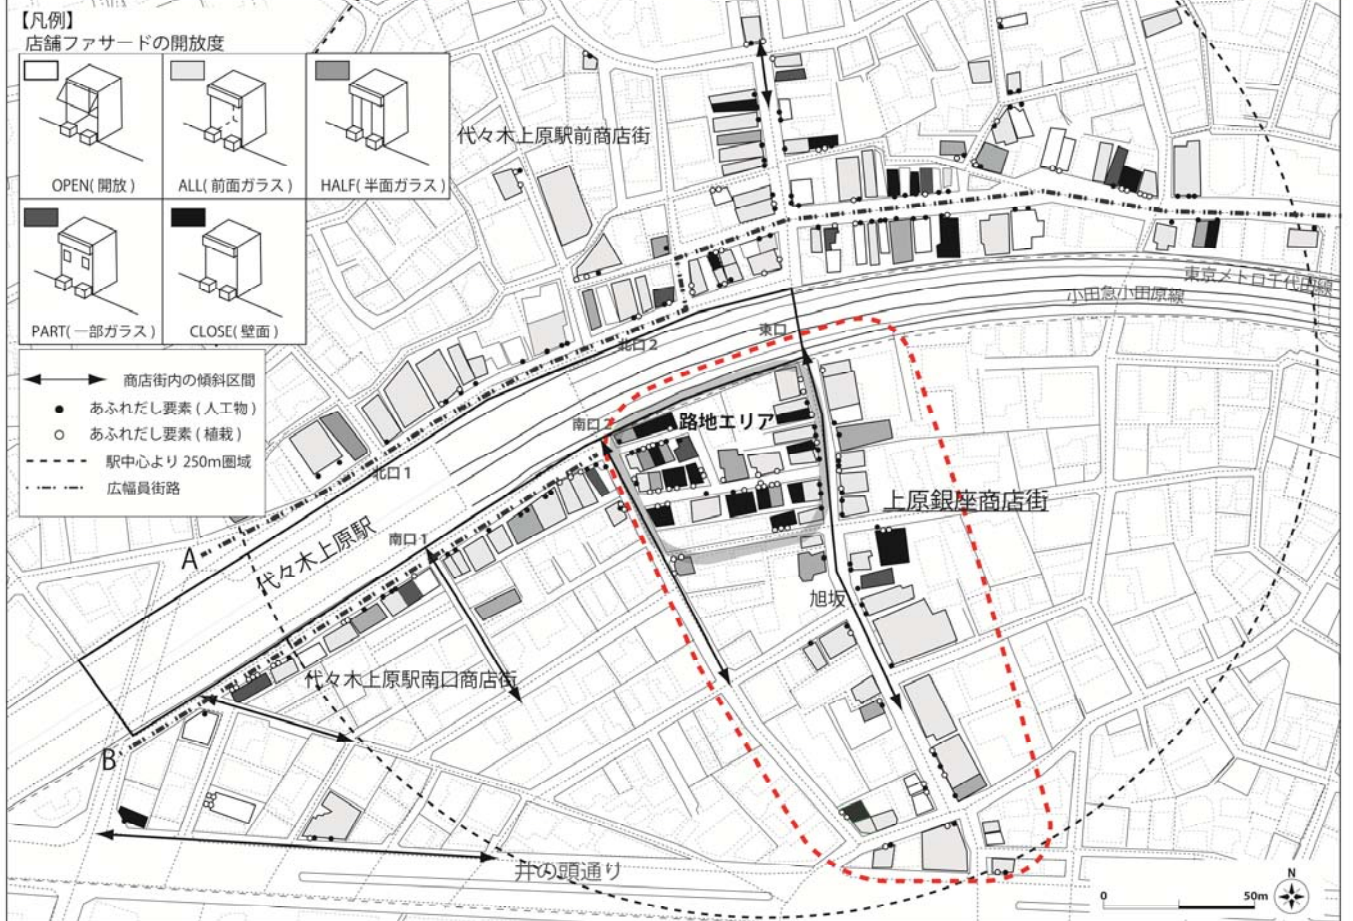 【凡例】
店舗ファサードの開放度
OPEN(開放)
ALL(前面ガラス)
HALF(半面ガラス)
PART(一部ガラス)
CLOSE(壁面)
商店街内の傾斜区間
あふれだし要素(人工物)
あふれだし要素(植栽)
駅中心より250m圏域
広幅員街路
代々木上原駅前商店街
東京メトロ千代田線
小田急小田原線
東口
北口2
南口2
路地エリア
北口1
上原銀座商店街
南口1
A
代々木上原駅
旭坂
代々木上原駅南口商店街
B
井の頭通り
N
0 50m